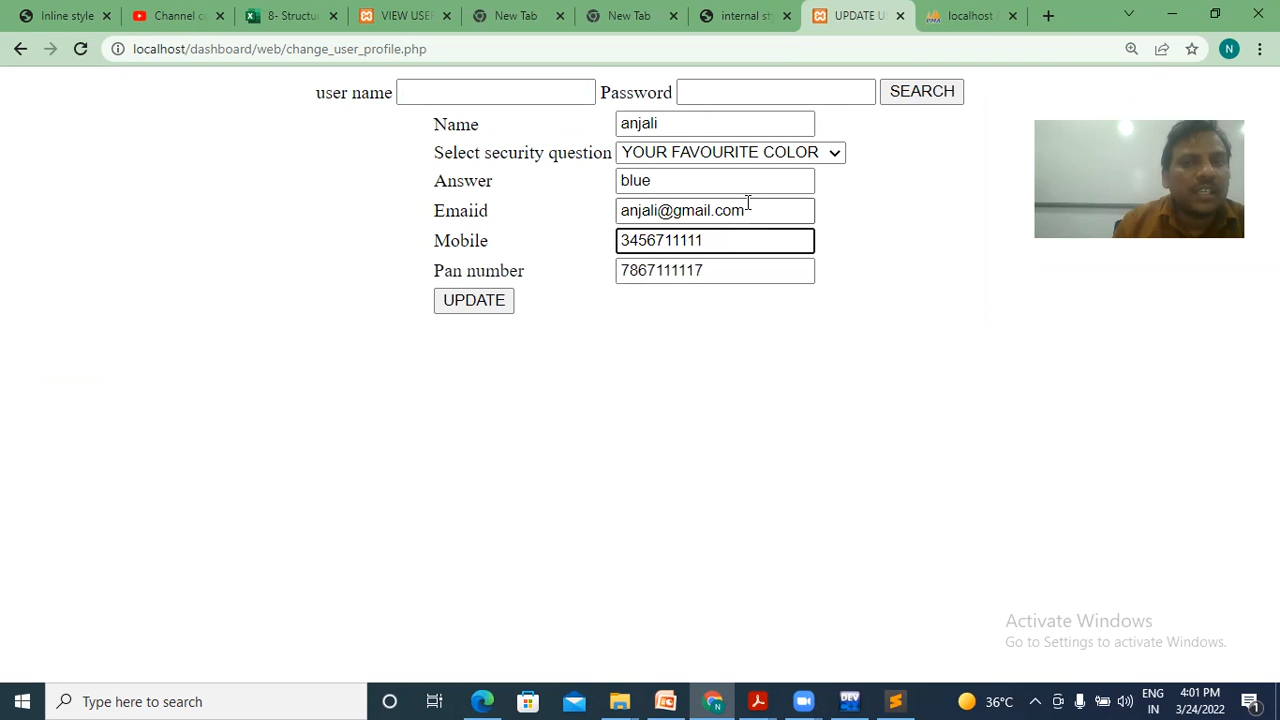 Inline style
Channel c
8- Structu
VIEW USER
New Tab
New Tab
internal st
UPDATE U
localhost
localhost/dashboard/web/change_user_profile.php
N
user name Password SEARCH
Name anjali
Select security question YOUR FAVOURITE COLOR
Answer blue
Emaiid anjali@gmail.com
Mobile 3456711111
Pan number 7867111117
UPDATE
Activate Windows
Go to Settings to activate Windows.
Type here to search
DEV
36°C
ENG
IN
4:01 PM
3/24/2022
1